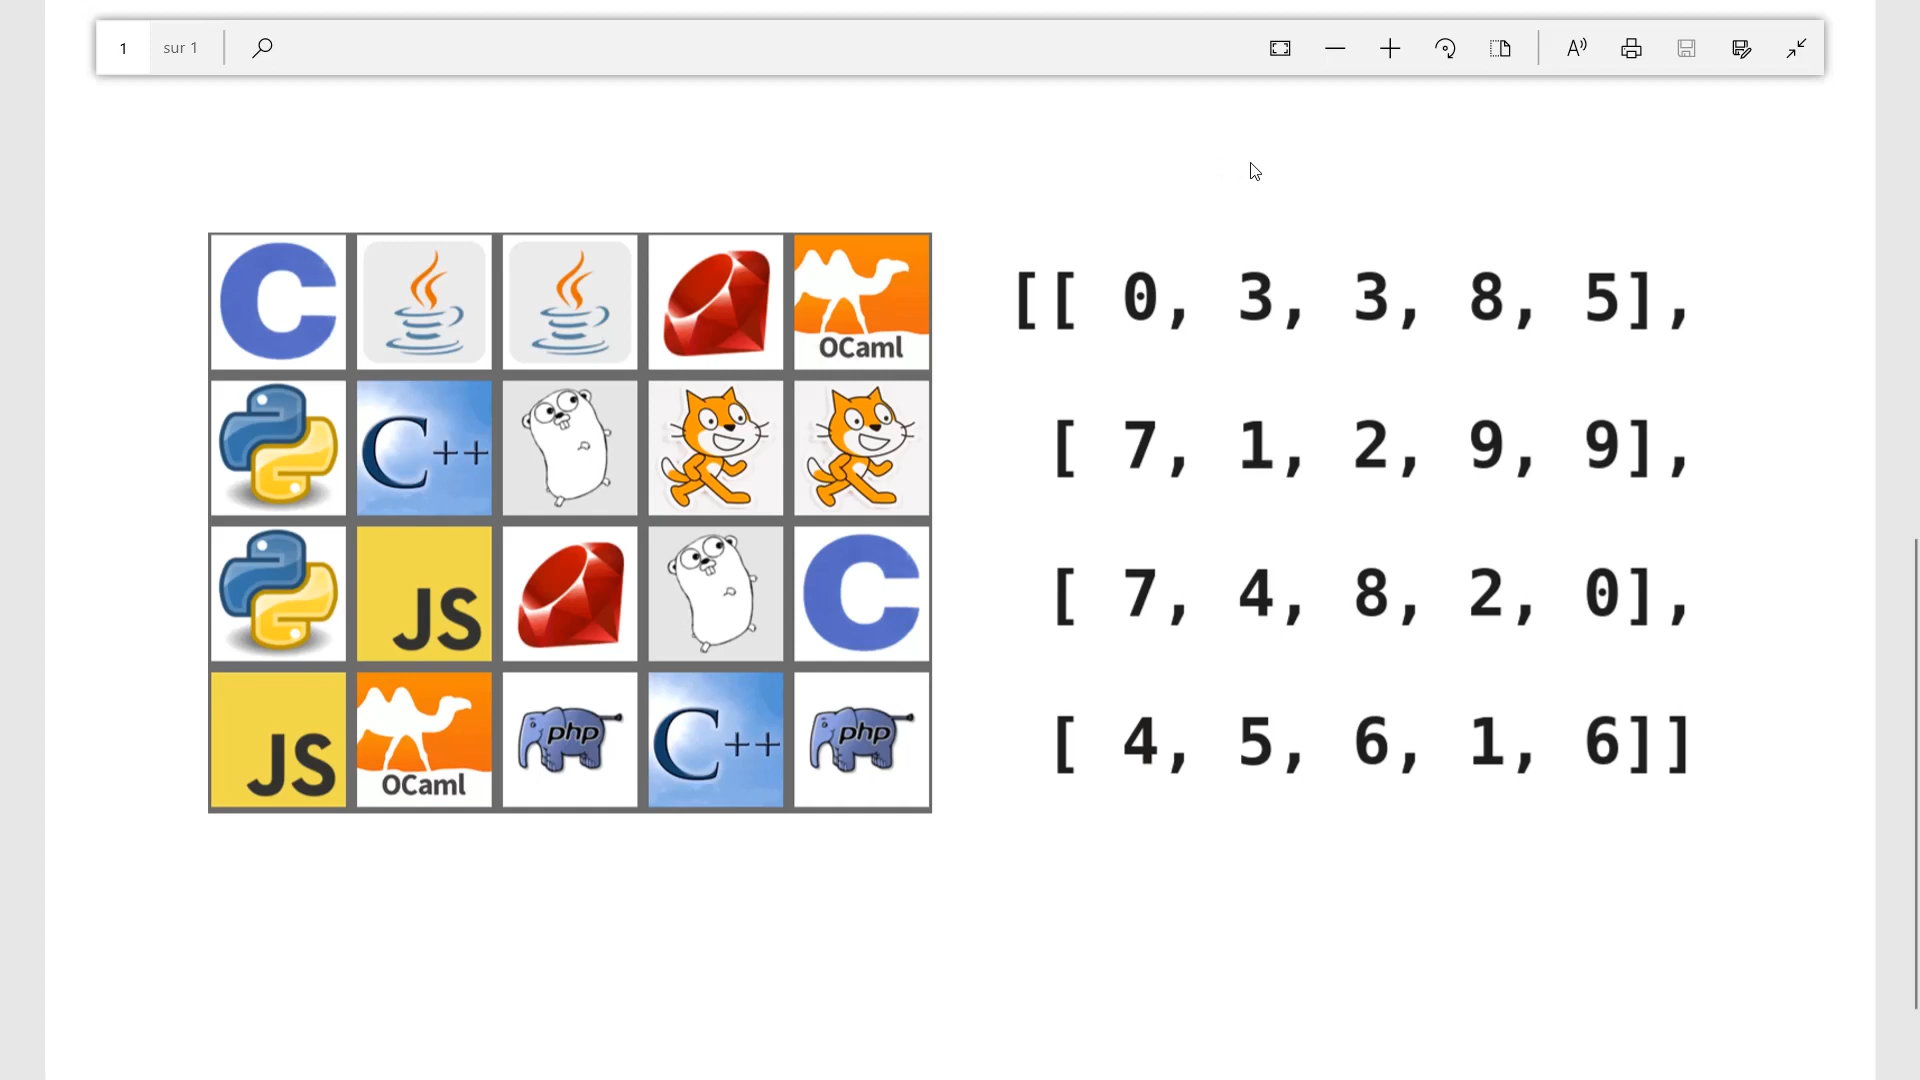 1 sur 1
OCaml
C++
JS
JS
OCaml
php
C++
php
[[ 0, 3, 3, 8, 5],
[ 7, 1, 2, 9, 9],
[ 7, 4, 8, 2, 0],
[ 4, 5, 6, 1, 6]]